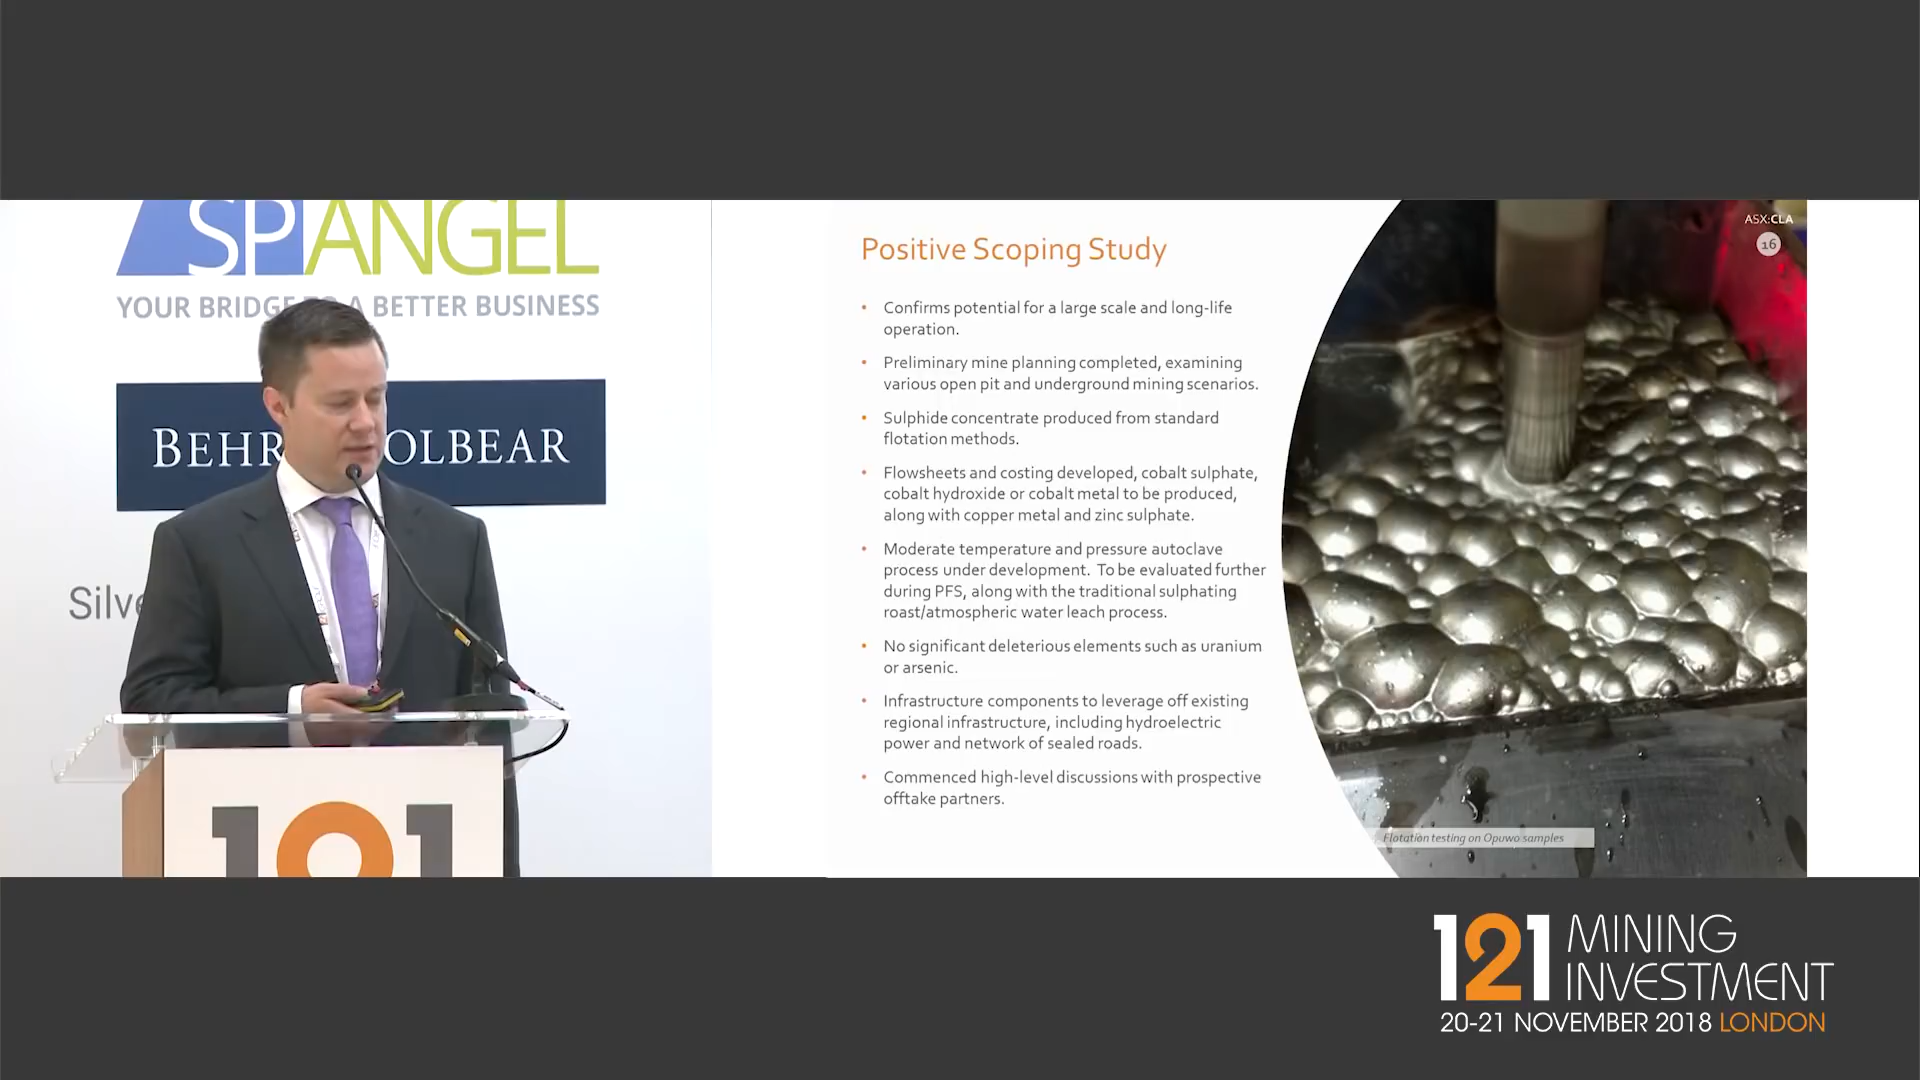 SPANGEL
YOUR BRIDGE A BETTER BUSINESS
BEHR OLBEAR
Silve
101
Positive Scoping Study
• Confirms potential for a large scale and long-life
operation.
• Preliminary mine planning completed, examining
various open pit and underground mining scenarios.
• Sulphide concentrate produced from standard
flotation methods.
• Flowsheets and costing developed, cobalt sulphate,
cobalt hydroxide or cobalt metal to be produced,
along with copper metal and zinc sulphate.
• Moderate temperature and pressure autoclave
process under development. To be evaluated further
during PFS, along with the traditional sulphating
roast/atmospheric water leach process.
• No significant deleterious elements such as uranium
or arsenic.
• Infrastructure components to leverage off existing
regional infrastructure, including hydroelectric
power and network of sealed roads.
• Commenced high-level discussions with prospective
offtake partners.
ASX:CLA
16
Flotation testing on Opuwo samples
121 MINING
INVESTMENT
20-21 NOVEMBER 2018 LONDON